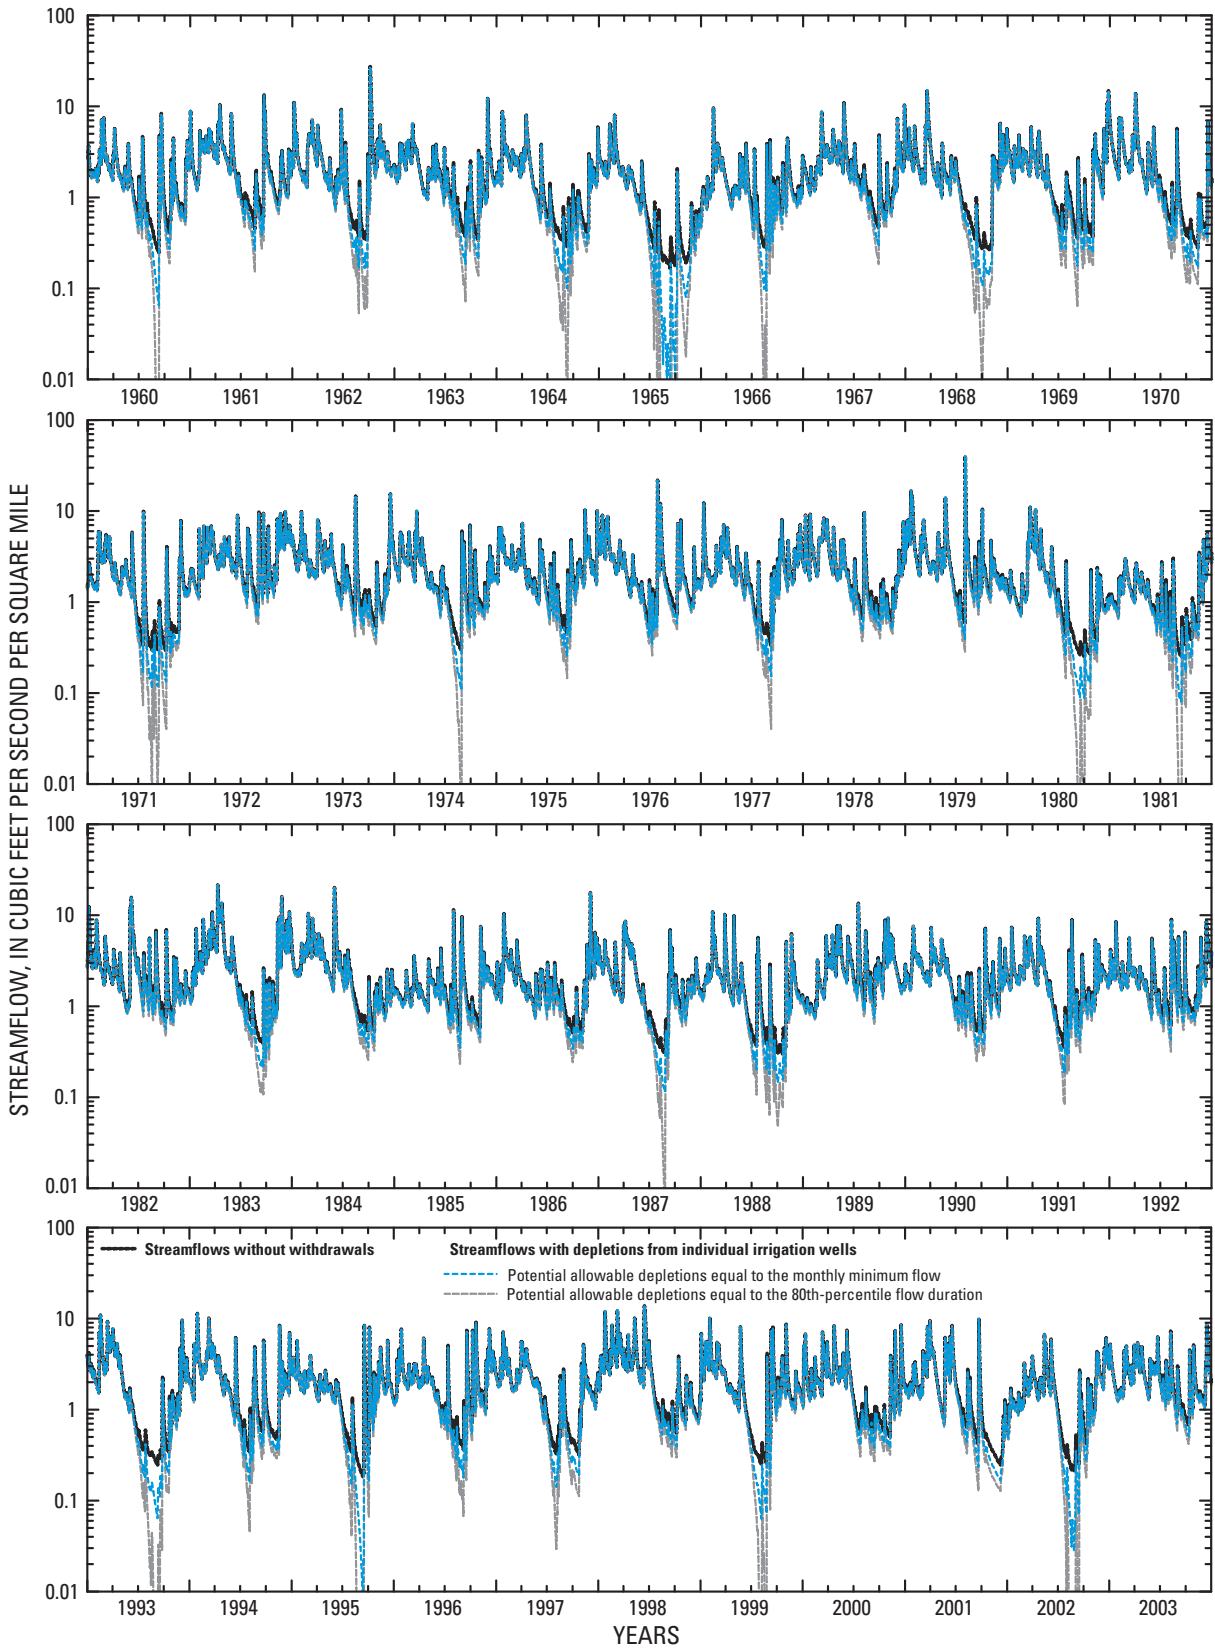 STREAMFLOW, IN CUBIC FEET PER SECOND PER SQUARE MILE
100
10
1
0.1
0.01
1960 1961 1962 1963 1964 1965 1966 1967 1968 1969 1970
100
10
1
0.1
0.01
1971 1972 1973 1974 1975 1976 1977 1978 1979 1980 1981
100
10
1
0.1
0.01
1982 1983 1984 1985 1986 1987 1988 1989 1990 1991 1992
100
10
1
0.1
0.01
Streamflows without withdrawals
Streamflows with depletions from individual irrigation wells
Potential allowable depletions equal to the monthly minimum flow
Potential allowable depletions equal to the 80th-percentile flow duration
1993 1994 1995 1996 1997 1998 1999 2000 2001 2002 2003
YEARS